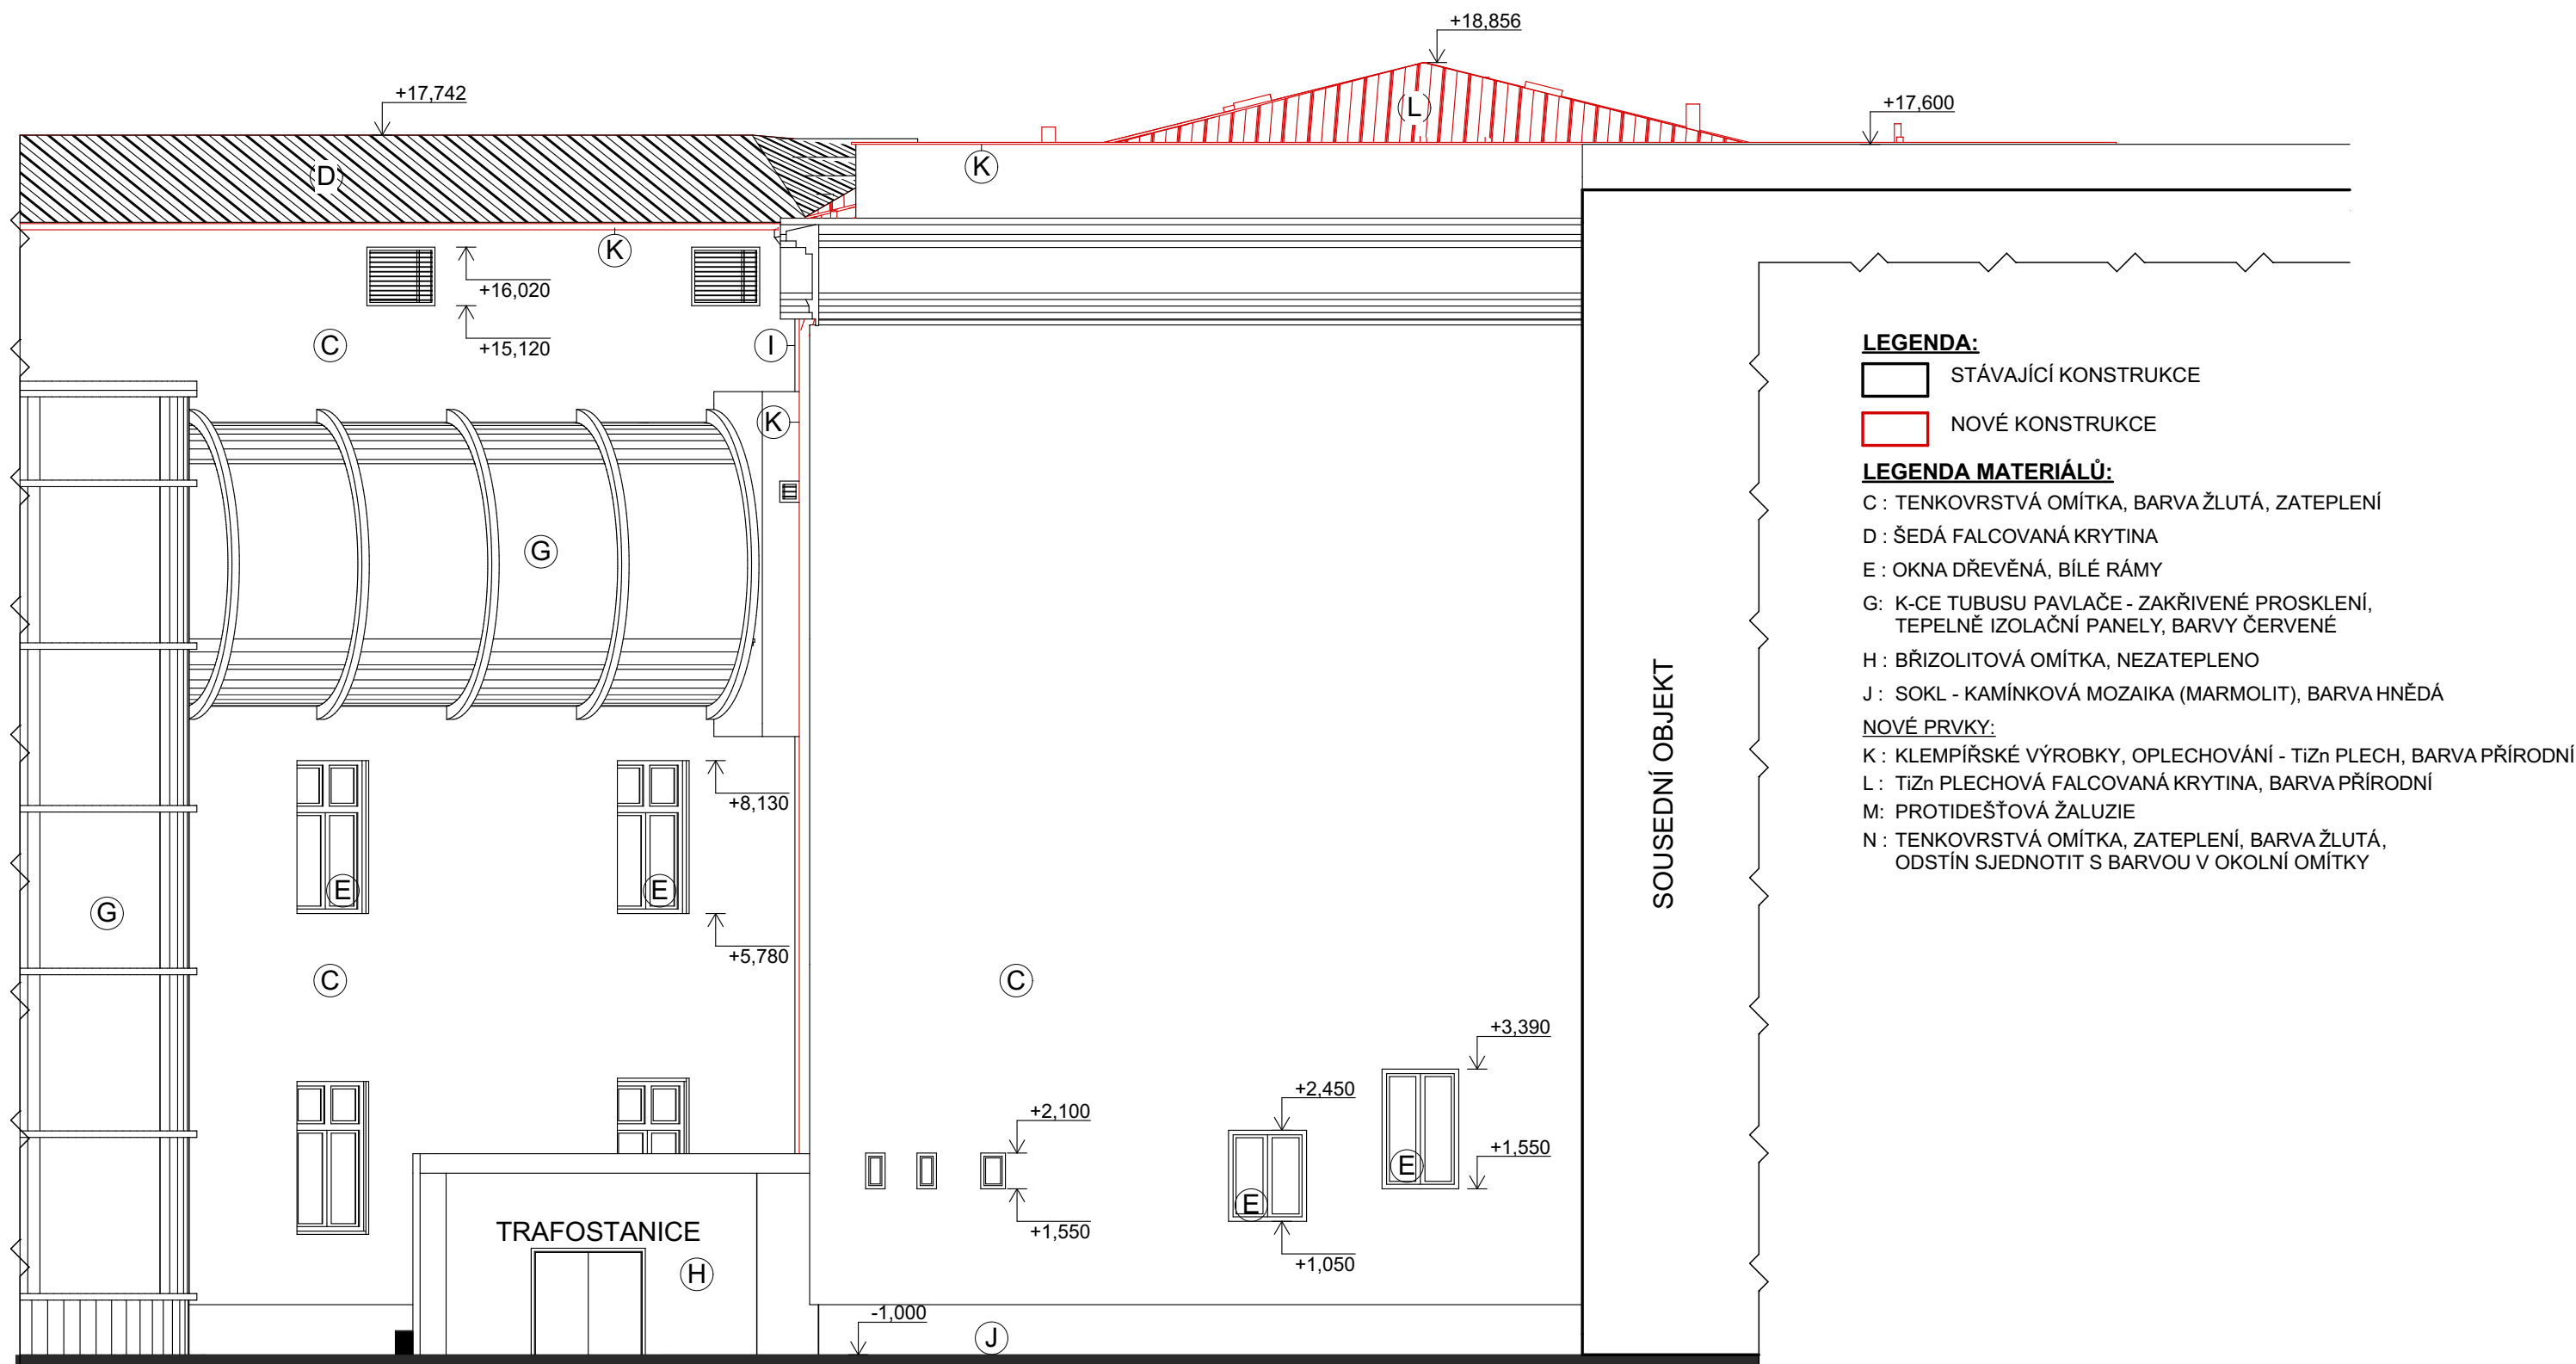 +18,856
+17,742
+17,600
L
K
D
K
+16,020
+15,120
C
I
K
G
LEGENDA:
STÁVAJÍCÍ KONSTRUKCE
NOVÉ KONSTRUKCE
LEGENDA MATERIÁLŮ:
C : TENKOVRSTVÁ OMÍTKA, BARVA ŽLUTÁ, ZATEPLENÍ
D : ŠEDÁ FALCOVANÁ KRYTINA
E : OKNA DŘEVĚNÁ, BÍLÉ RÁMY
G: K-CE TUBUSU PAVLAČE - ZAKŘIVENÉ PROSKLENÍ,
TEPELNĚ IZOLAČNÍ PANELY, BARVY ČERVENÉ
H : BŘIZOLITOVÁ OMÍTKA, NEZATEPLENO
J : SOKL - KAMÍNKOVÁ MOZAIKA (MARMOLIT), BARVA HNĚDÁ
NOVÉ PRVKY:
K : KLEMPÍŘSKÉ VÝROBKY, OPLECHOVÁNÍ - TiZn PLECH, BARVA PŘÍRODNÍ
L : TiZn PLECHOVÁ FALCOVANÁ KRYTINA, BARVA PŘÍRODNÍ
M: PROTIDEŠŤOVÁ ŽALUZIE
N : TENKOVRSTVÁ OMÍTKA, ZATEPLENÍ, BARVA ŽLUTÁ,
ODSTÍN SJEDNOTIT S BARVOU V OKOLNÍ OMÍTKY
SOUSEDNÍ OBJEKT
+8,130
E
E
G
+5,780
C
C
+3,390
+2,450
+2,100
+1,550
E
E
+1,550
+1,050
TRAFOSTANICE
H
-1,000
J